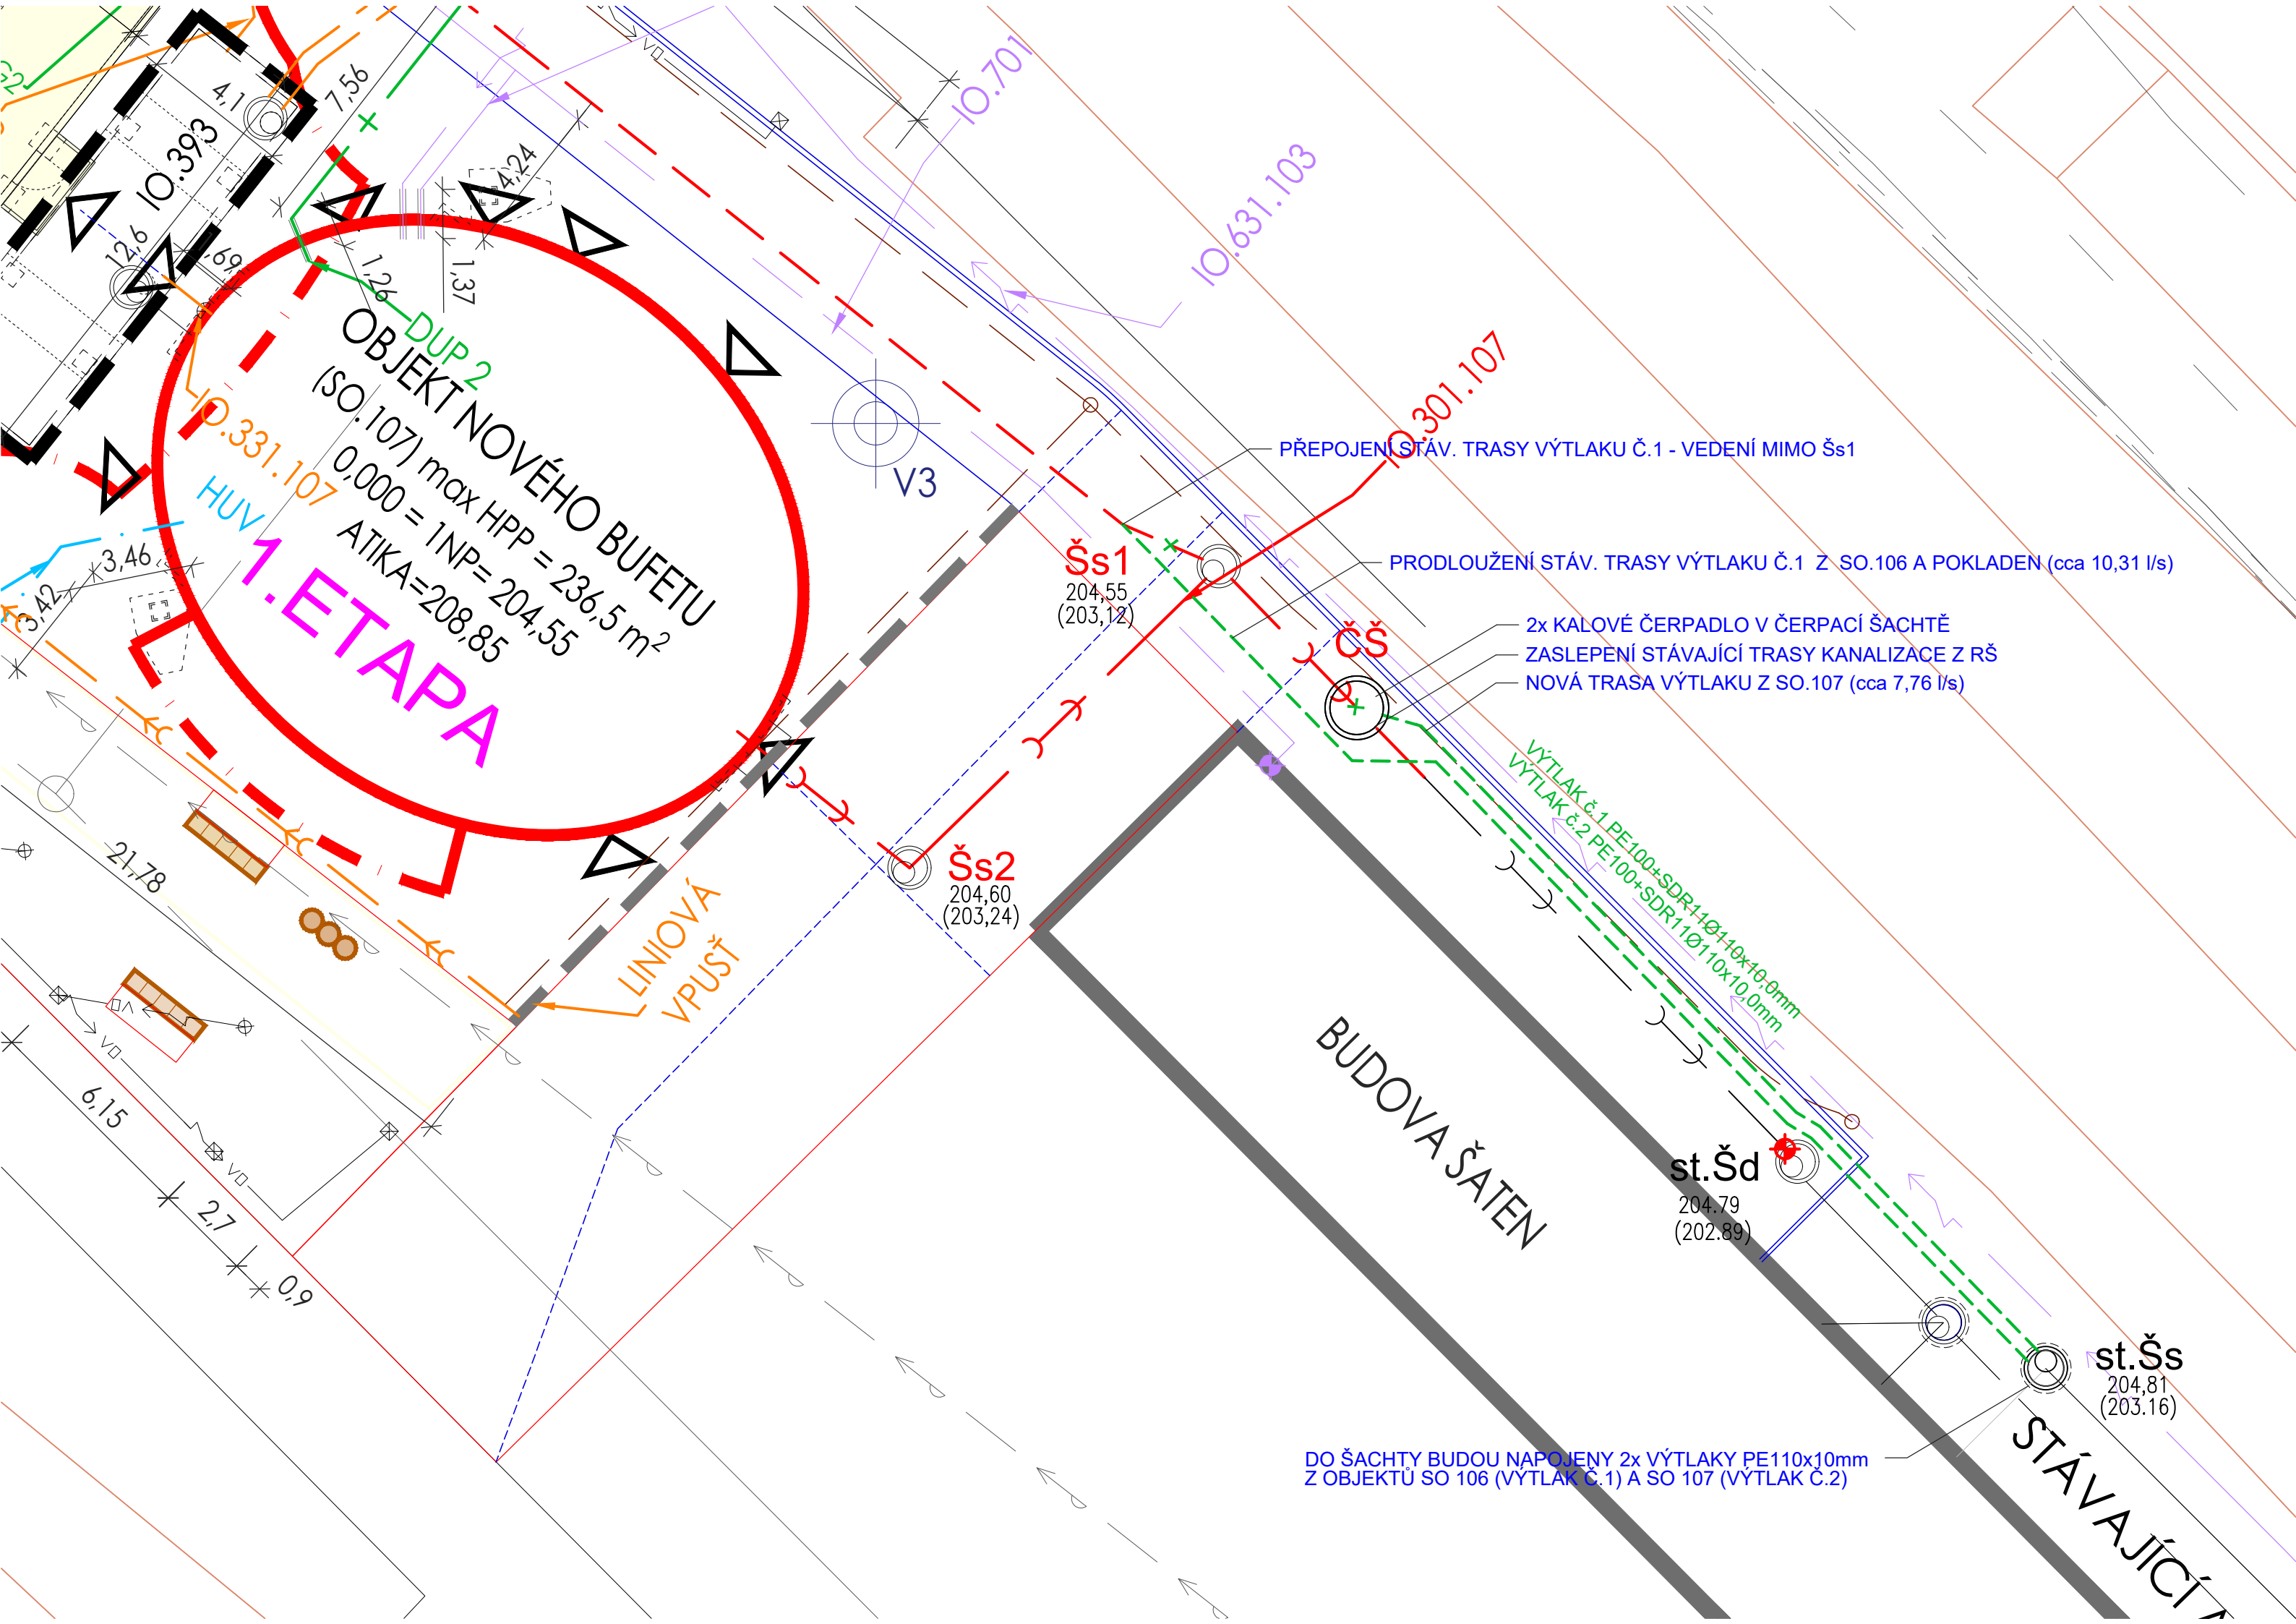 4,1
7,56
IO.393
12,6
,69
4,24
1,26
1,37
IO.701
IO.631.103
DUP 2
OBJEKT NOVÉHO BUFETU
(SO.107) max HPP = 236,5 m²
0,000 = 1NP= 204,55
ATIKA=208,85
IO.331.107
HUV
1.ETAPA
3,46
3,42
V3
IO.301.107
PŘEPOJENÍ STÁV. TRASY VÝTLAKU Č.1 - VEDENÍ MIMO Šs1
Šs1
204,55
(203,12)
PRODLOUŽENÍ STÁV. TRASY VÝTLAKU Č.1 Z SO.106 A POKLADEN (cca 10,31 l/s)
ČŠ
2x KALOVÉ ČERPADLO V ČERPACÍ ŠACHTĚ
ZASLEPENÍ STÁVAJÍCÍ TRASY KANALIZACE Z RŠ
NOVÁ TRASA VÝTLAKU Z SO.107 (cca 7,76 l/s)
VÝTLAK č.1 PE100+SDR11Ø110x10,0mm
VÝTLAK č.2 PE100+SDR11Ø110x10,0mm
Šs2
204,60
(203,24)
LINIOVÁ
VPUŠŤ
21,78
VO
VO
VO
VO
6,15
2,7
0,9
BUDOVA ŠATEN
st.Šd
204.79
(202.89)
st.Šs
204,81
(203.16)
DO ŠACHTY BUDOU NAPOJENY 2x VÝTLAKY PE110x10mm
Z OBJEKTŮ SO 106 (VÝTLAK Č.1) A SO 107 (VÝTLAK Č.2)
STÁVAJÍCÍ